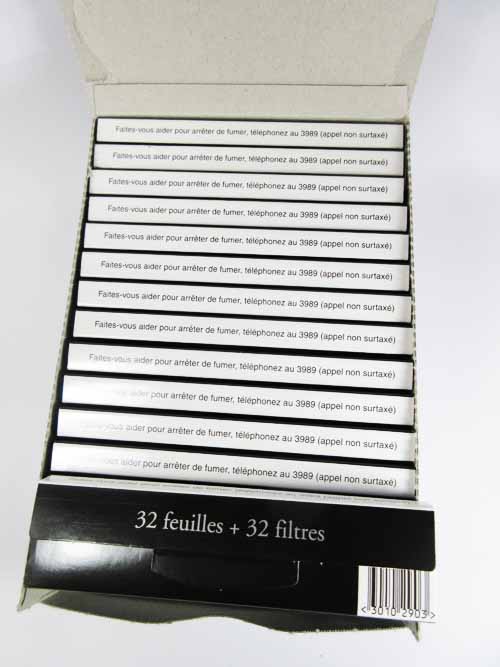 Faites-vous aider pour arrêter de fumer, téléphonez au 3989 (appel non surtaxé)
Faites-vous aider pour arrêter de fumer, téléphonez au 3989 (appel non surtaxé)
Faites-vous aider pour arrêter de fumer, téléphonez au 3989 (appel non surtaxé)
Faites-vous aider pour arrêter de fumer, téléphonez au 3989 (appel non surtaxé)
Faites-vous aider pour arrêter de fumer, téléphonez au 3989 (appel non surtaxé)
Faites-vous aider pour arrêter de fumer, téléphonez au 3989 (appel non surtaxé)
Faites-vous aider pour arrêter de fumer, téléphonez au 3989 (appel non surtaxé)
Faites-vous aider pour arrêter de fumer, téléphonez au 3989 (appel non surtaxé)
Faites-vous aider pour arrêter de fumer, téléphonez au 3989 (appel non surtaxé)
aider pour arrêter de fumer, téléphonez au 3989 (appel non surtaxé)
aider pour arrêter de fumer, téléphonez au 3989 (appel non surtaxé)
aider pour arrêter de fumer, téléphonez au 3989 (appel non surtaxé)
32 feuilles + 32 filtres
<3010 2903>